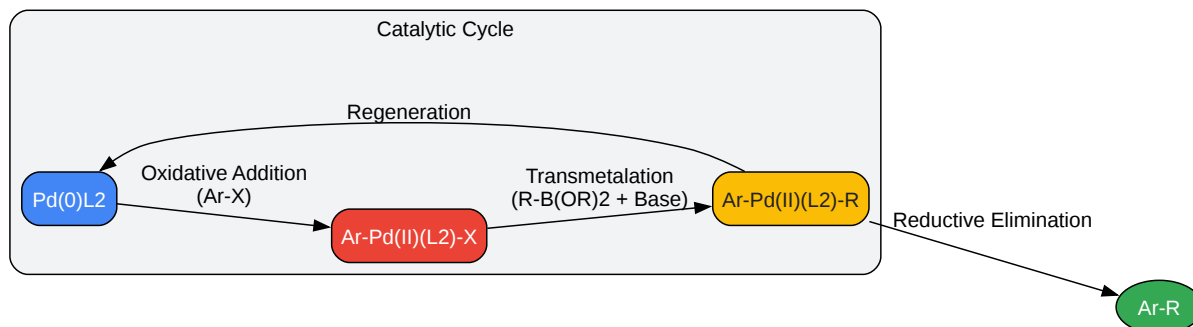 Catalytic Cycle
Regeneration
Oxidative Addition
(Ar-X)
Transmetalation
(R-B(OR)2 + Base)
Pd(0)L2
Ar-Pd(II)(L2)-X
Ar-Pd(II)(L2)-R
Reductive Elimination
Ar-R